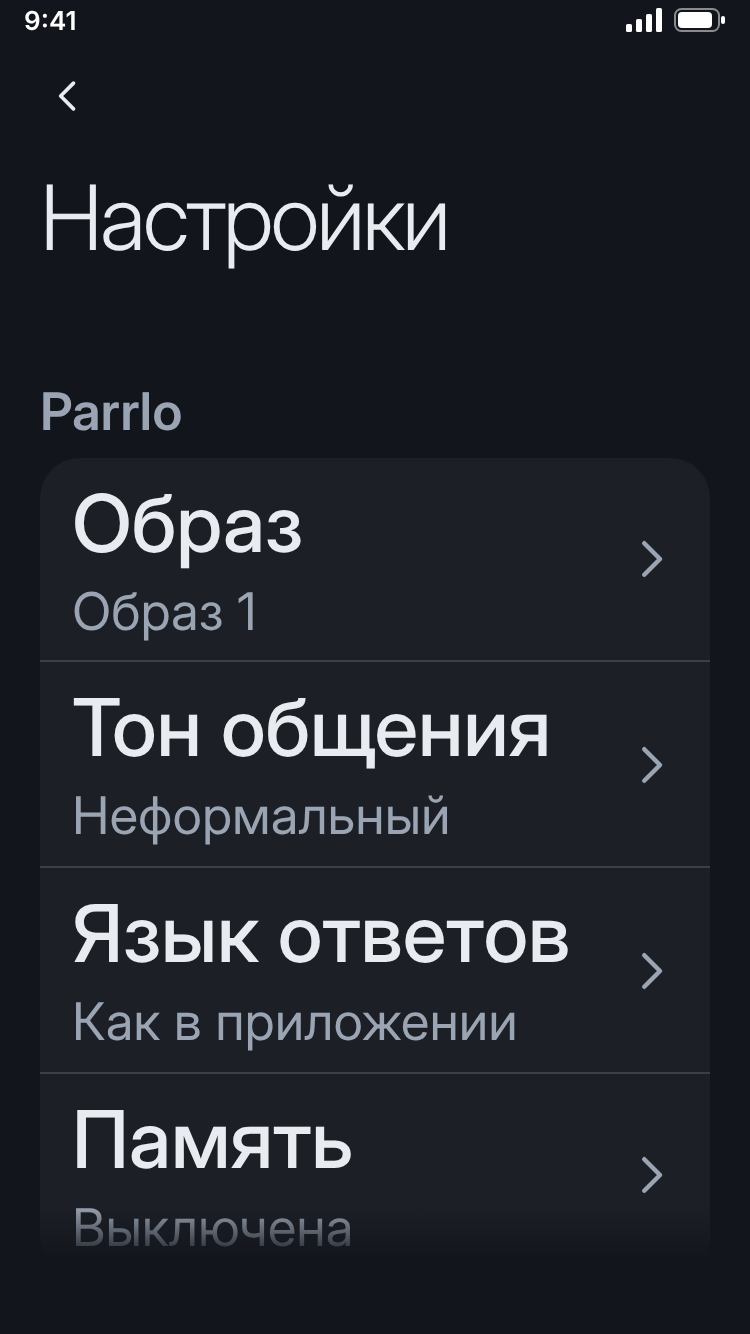 9:41
Настройки
Parrlo
Образ
Образ 1
Тон общения
Неформальный
Язык ответов
Как в приложении
Память
Выключена